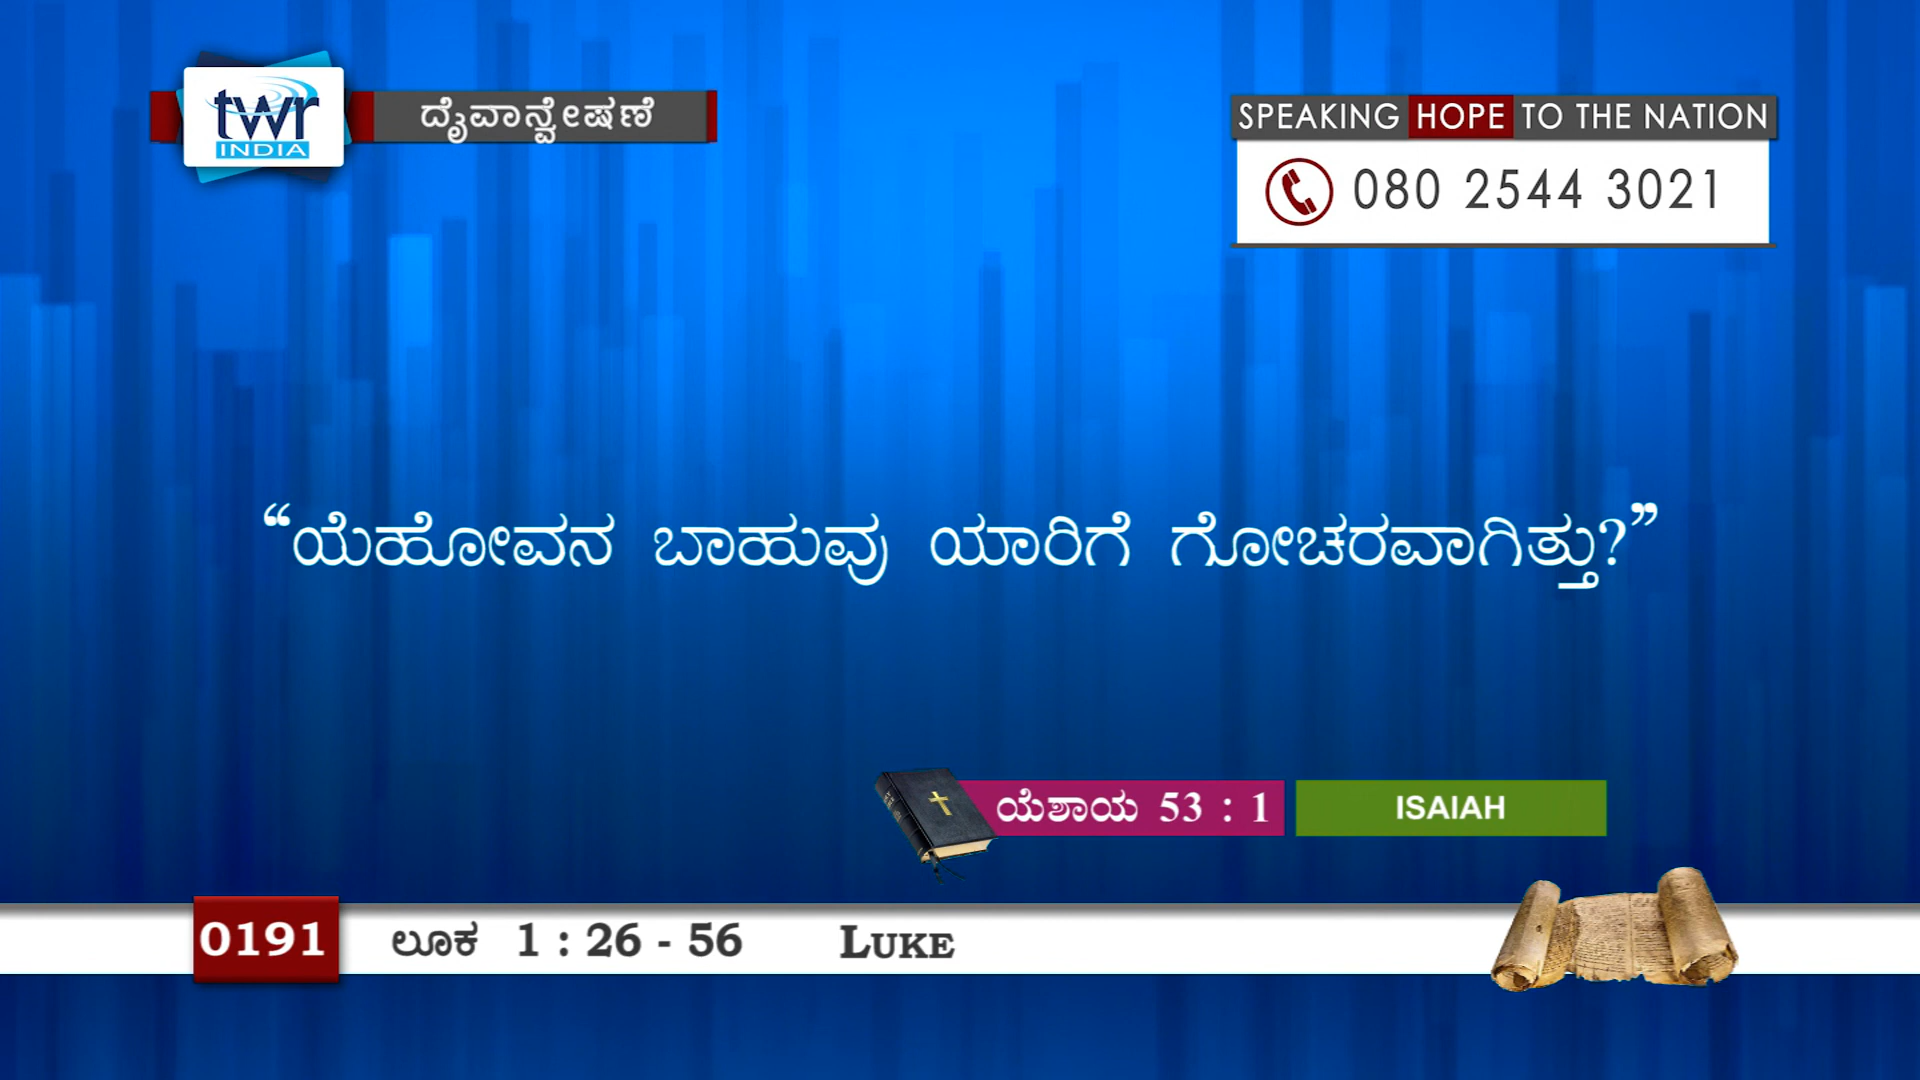 twr
INDIA
ದೈವಾನ್ವೇಷಣೆ
SPEAKING HOPE TO THE NATION
080 2544 3021
“ಯೆಹೋವನ ಬಾಹುವು ಯಾರಿಗೆ ಗೋಚರವಾಗಿತ್ತು?”
ಯೆಶಾಯ 53 : 1
ISAIAH
0191 ಲೂಕ 1 : 26 - 56 LUKE